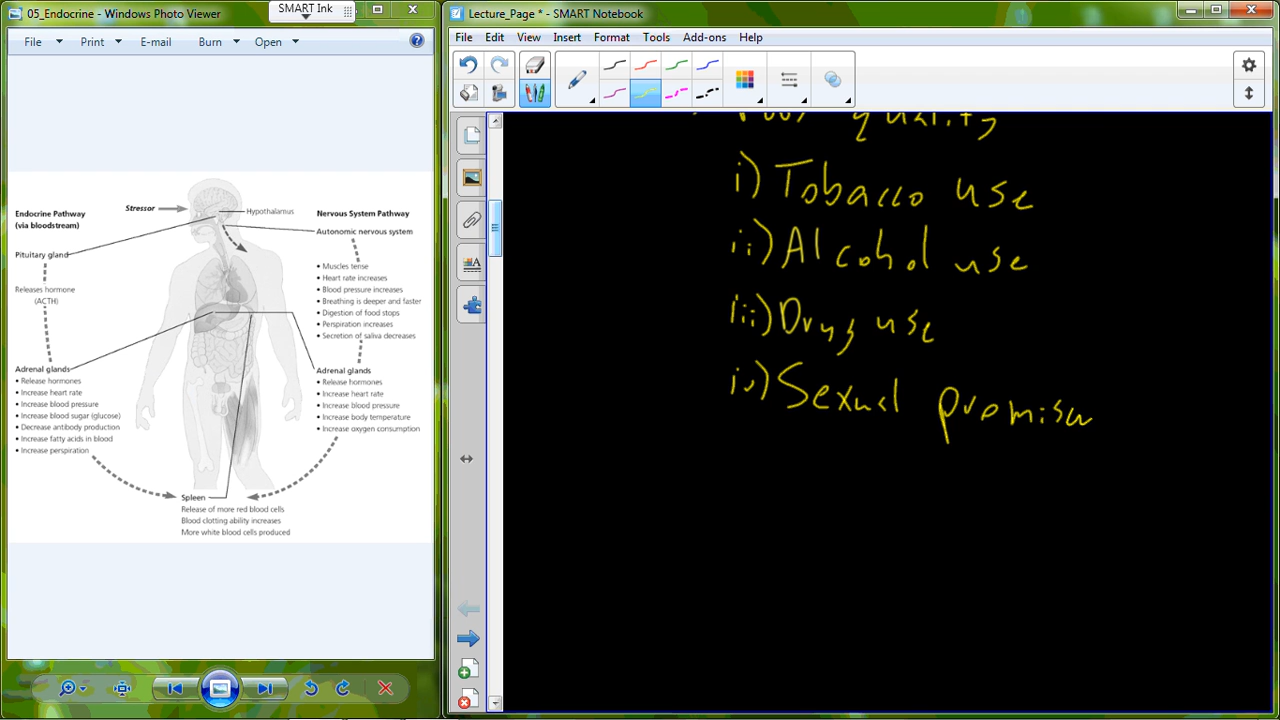 05_Endocrine - Windows Photo Viewer
SMART Ink
File Print E-mail Burn Open
Stressor
Hypothalamus
Endocrine Pathway
(via bloodstream)
Nervous System Pathway
Autonomic nervous system
Pituitary gland
Releases hormone
(ACTH)
• Muscles tense
• Heart rate increases
• Blood pressure increases
• Breathing is deeper and faster
• Digestion of food stops
• Perspiration increases
• Secretion of saliva decreases
Adrenal glands
• Release hormones
• Increase heart rate
• Increase blood pressure
• Increase blood sugar (glucose)
• Decrease antibody production
• Increase fatty acids in blood
• Increase perspiration
Adrenal glands
• Release hormones
• Increase heart rate
• Increase blood pressure
• Increase body temperature
• Increase oxygen consumption
Spleen
Release of more red blood cells
Blood clotting ability increases
More white blood cells produced
Lecture_Page * - SMART Notebook
File Edit View Insert Format Tools Add-ons Help
quality
i) Tobacco use
ii) Alcohol use
iii) Drug use
iv) Sexual promiscu